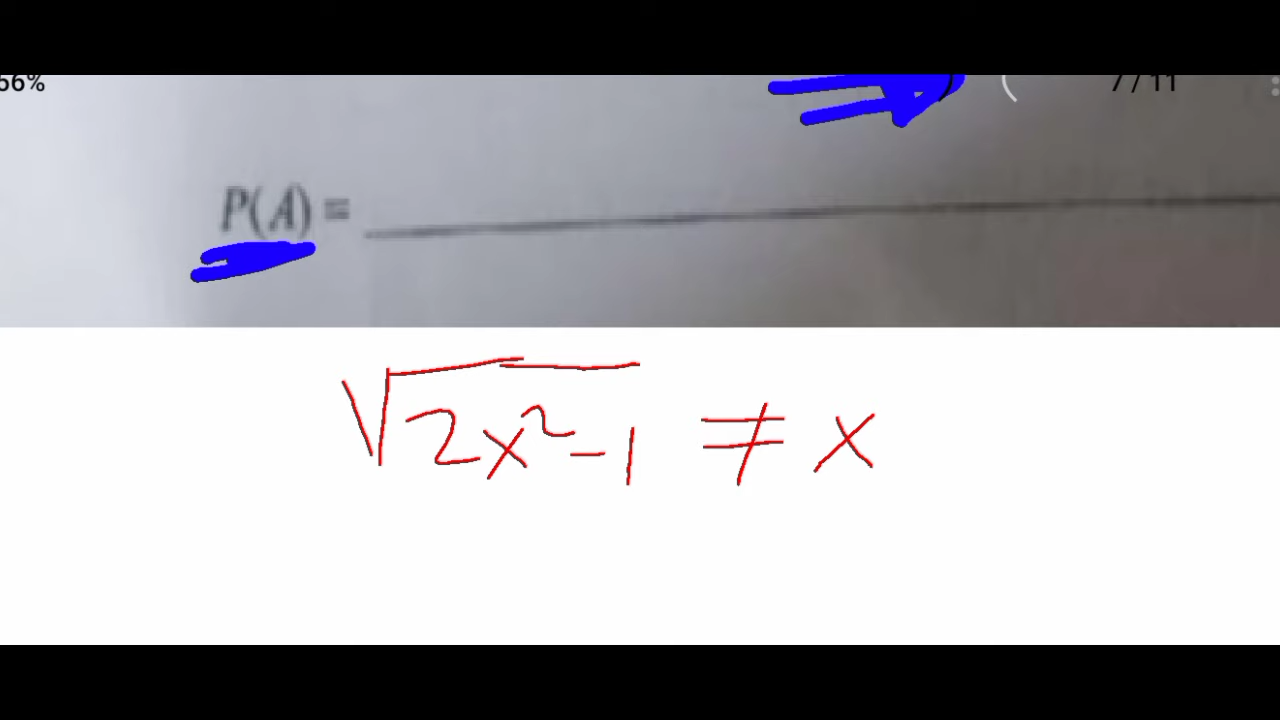 56% 7/11
P(A) =
√2x²-1 ≠ x